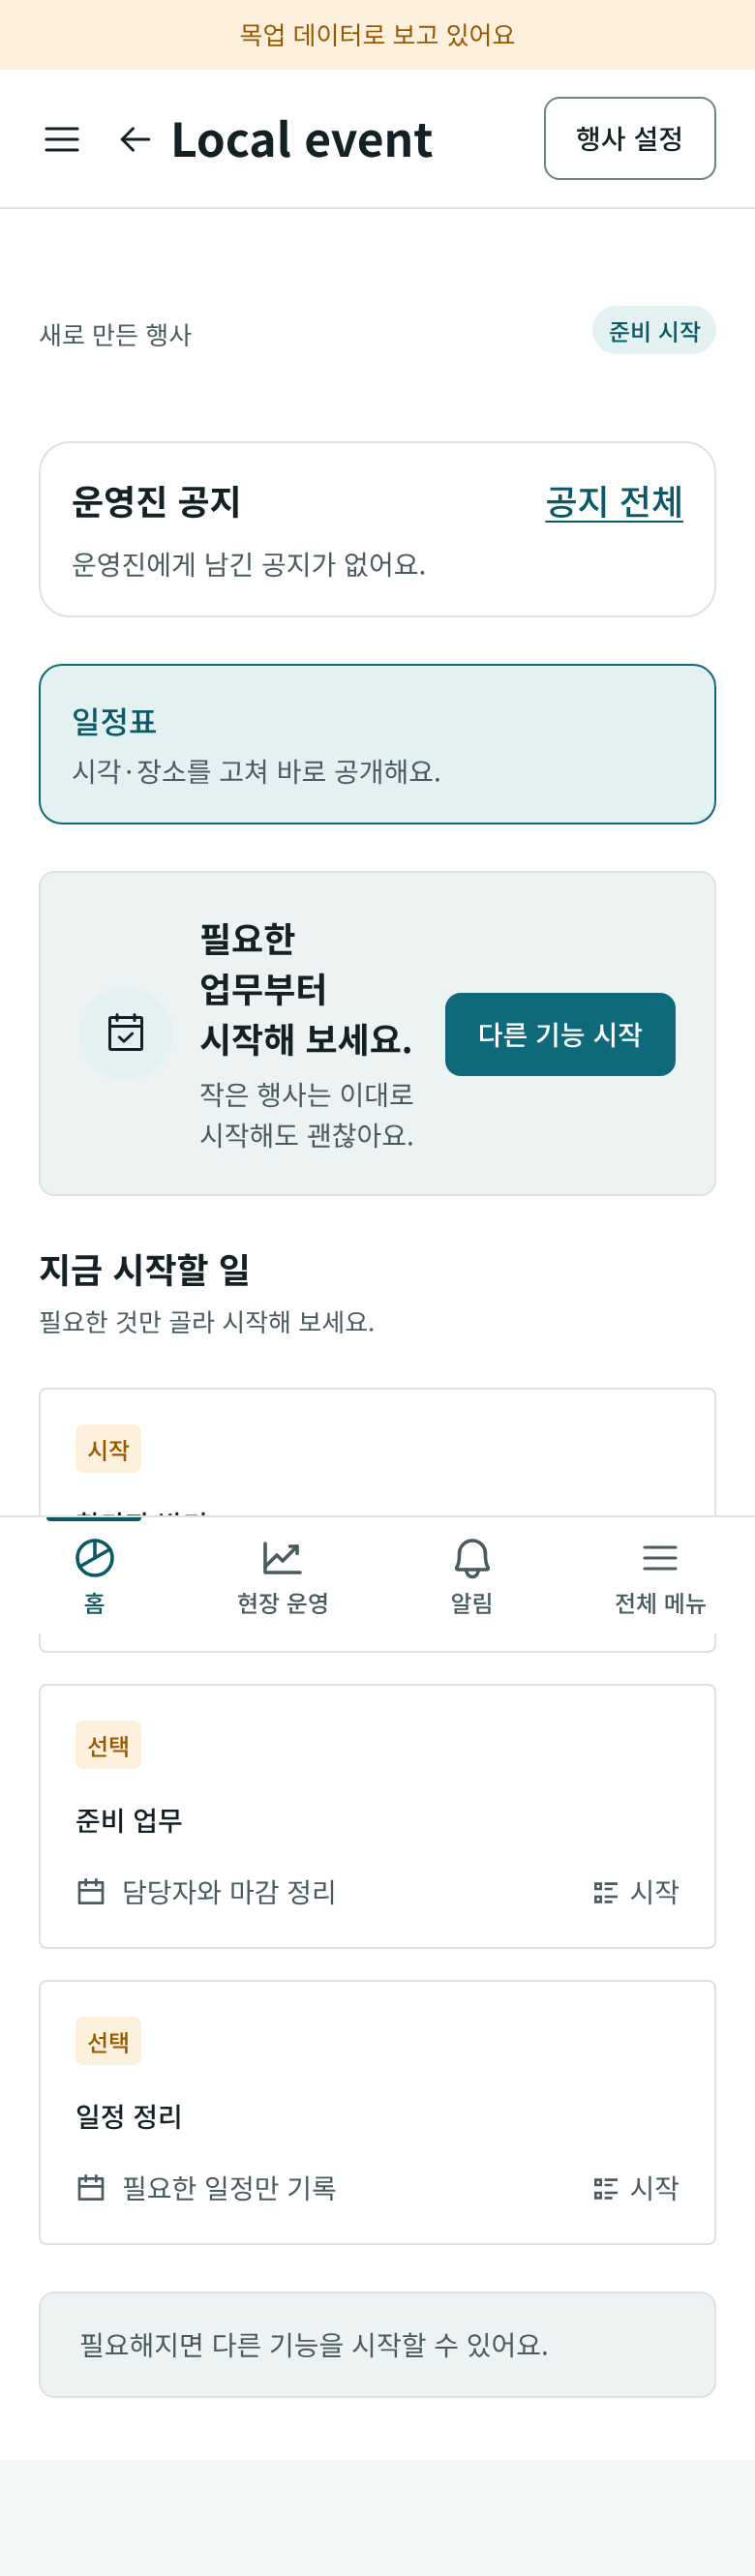 목업 데이터로 보고 있어요
Local event
행사 설정
새로 만든 행사
준비 시작
운영진 공지
공지 전체
운영진에게 남긴 공지가 없어요.
일정표
시각·장소를 고쳐 바로 공개해요.
필요한
업무부터
시작해 보세요.
작은 행사는 이대로
시작해도 괜찮아요.
다른 기능 시작
지금 시작할 일
필요한 것만 골라 시작해 보세요.
시작
홈
현장 운영
알림
전체 메뉴
선택
준비 업무
담당자와 마감 정리
시작
선택
일정 정리
필요한 일정만 기록
시작
필요해지면 다른 기능을 시작할 수 있어요.